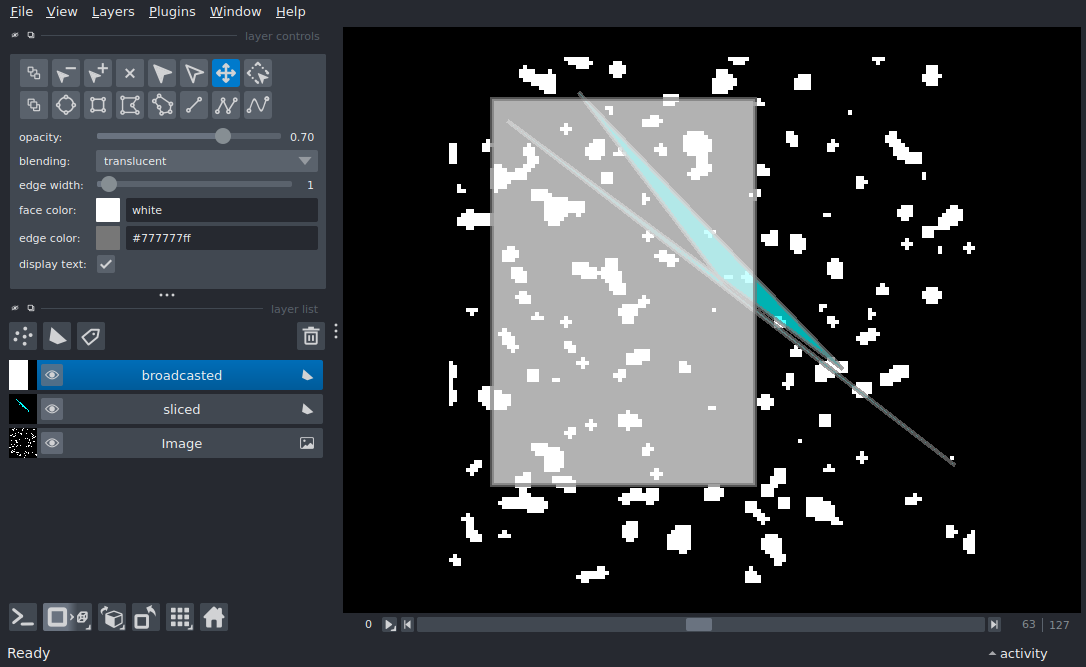 File View Layers Plugins Window Help
layer controls
opacity: 0.70
blending: translucent
edge width: 1
face color: white
edge color: #777777ff
display text:
layer list
broadcasted
sliced
Image
0 63 127
Ready activity